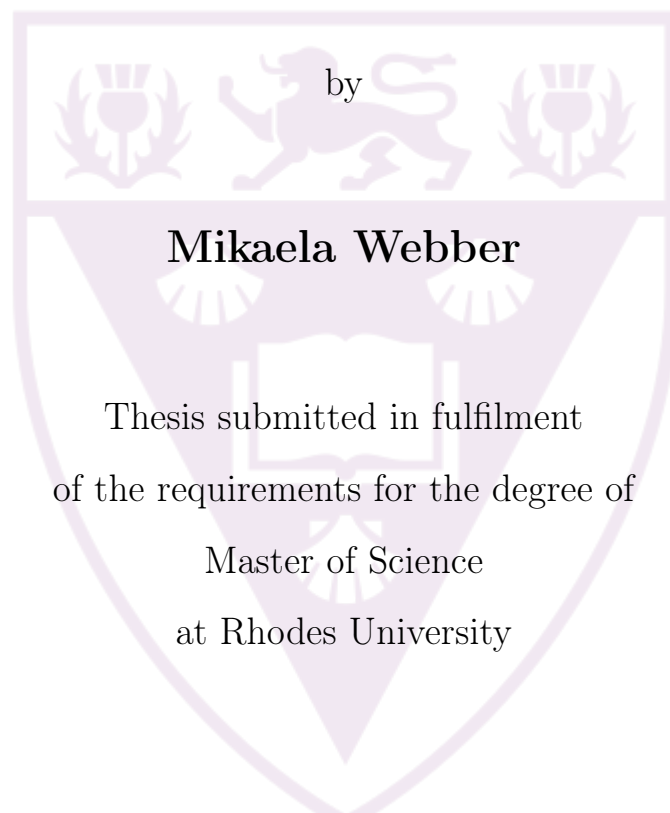 by
Mikaela Webber
Thesis submitted in fulfilment
of the requirements for the degree of
Master of Science
at Rhodes University